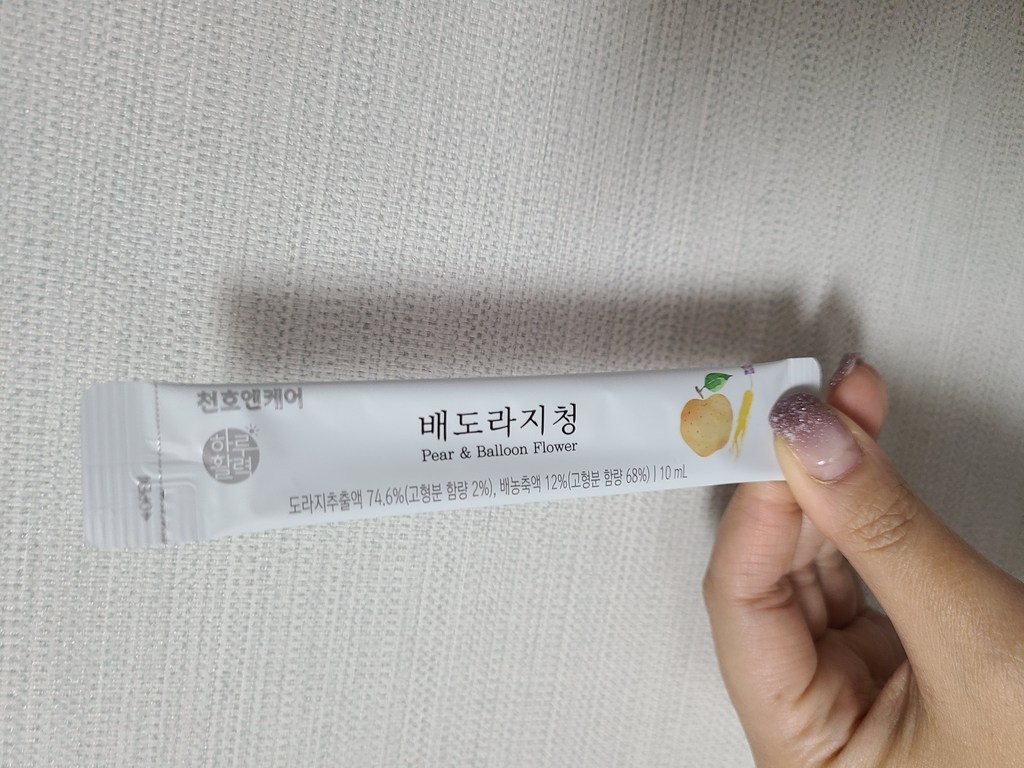 천호엔케어
하루
활력
배도라지청
Pear & Balloon Flower
도라지추출액 74.6%(고형분 함량 2%), 배농축액 12%(고형분 함량 68%) | 10 mL